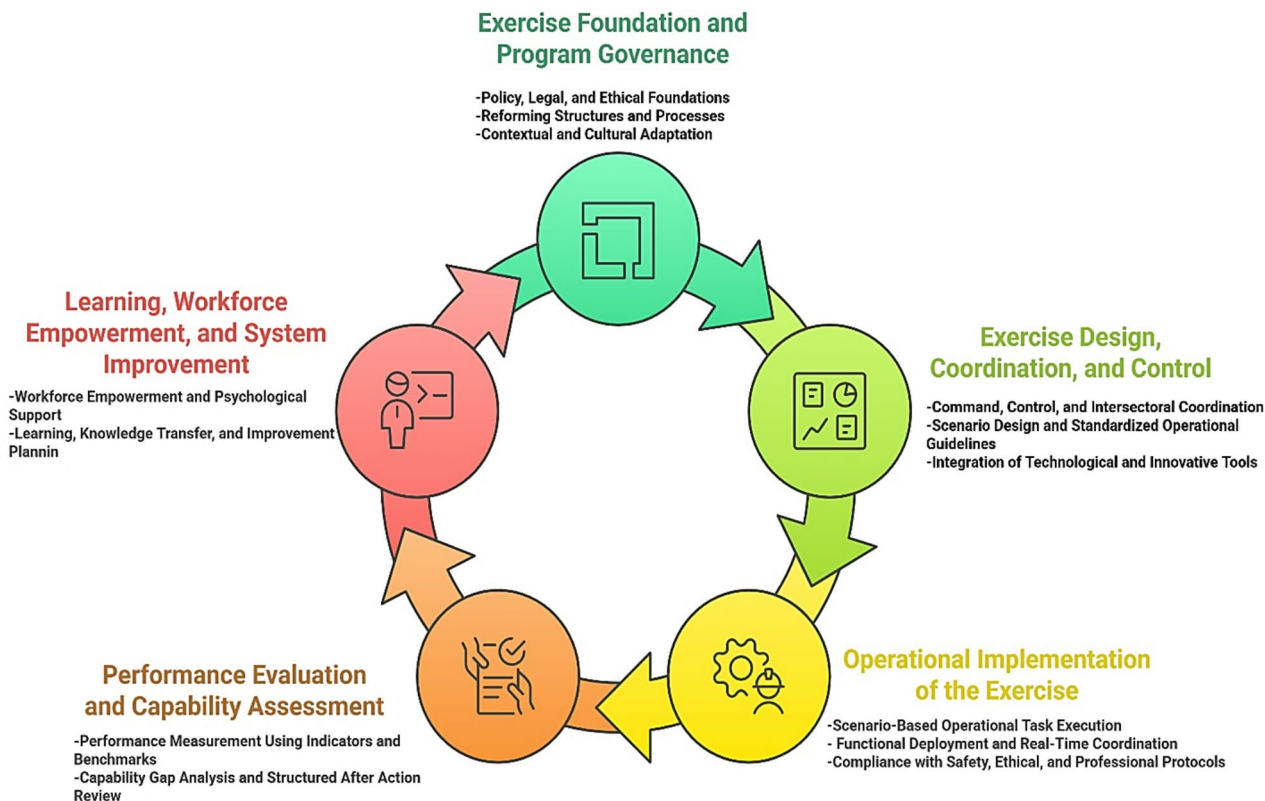 Exercise Foundation and
Program Governance
-Policy, Legal, and Ethical Foundations
-Reforming Structures and Processes
-Contextual and Cultural Adaptation
Exercise Design,
Coordination, and Control
-Command, Control, and Intersectoral Coordination
-Scenario Design and Standardized Operational
Guidelines
-Integration of Technological and Innovative Tools
Operational Implementation
of the Exercise
-Scenario-Based Operational Task Execution
- Functional Deployment and Real-Time Coordination
-Compliance with Safety, Ethical, and Professional Protocols
Performance Evaluation
and Capability Assessment
-Performance Measurement Using Indicators and
Benchmarks
-Capability Gap Analysis and Structured After Action
Review
Learning, Workforce
Empowerment, and System
Improvement
-Workforce Empowerment and Psychological
Support
-Learning, Knowledge Transfer, and Improvement
Plannin